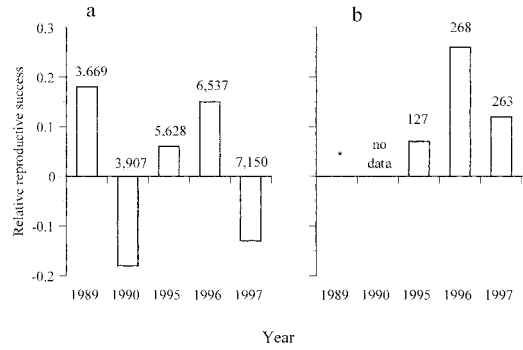 a
b
Relative reproductive success
0.3
0.2
0.1
0
-0.1
-0.2
3.669
3,907
5.628
6,537
7,150
*
no
data
127
268
263
1989 1990 1995 1996 1997
1989 1990 1995 1996 1997
Year